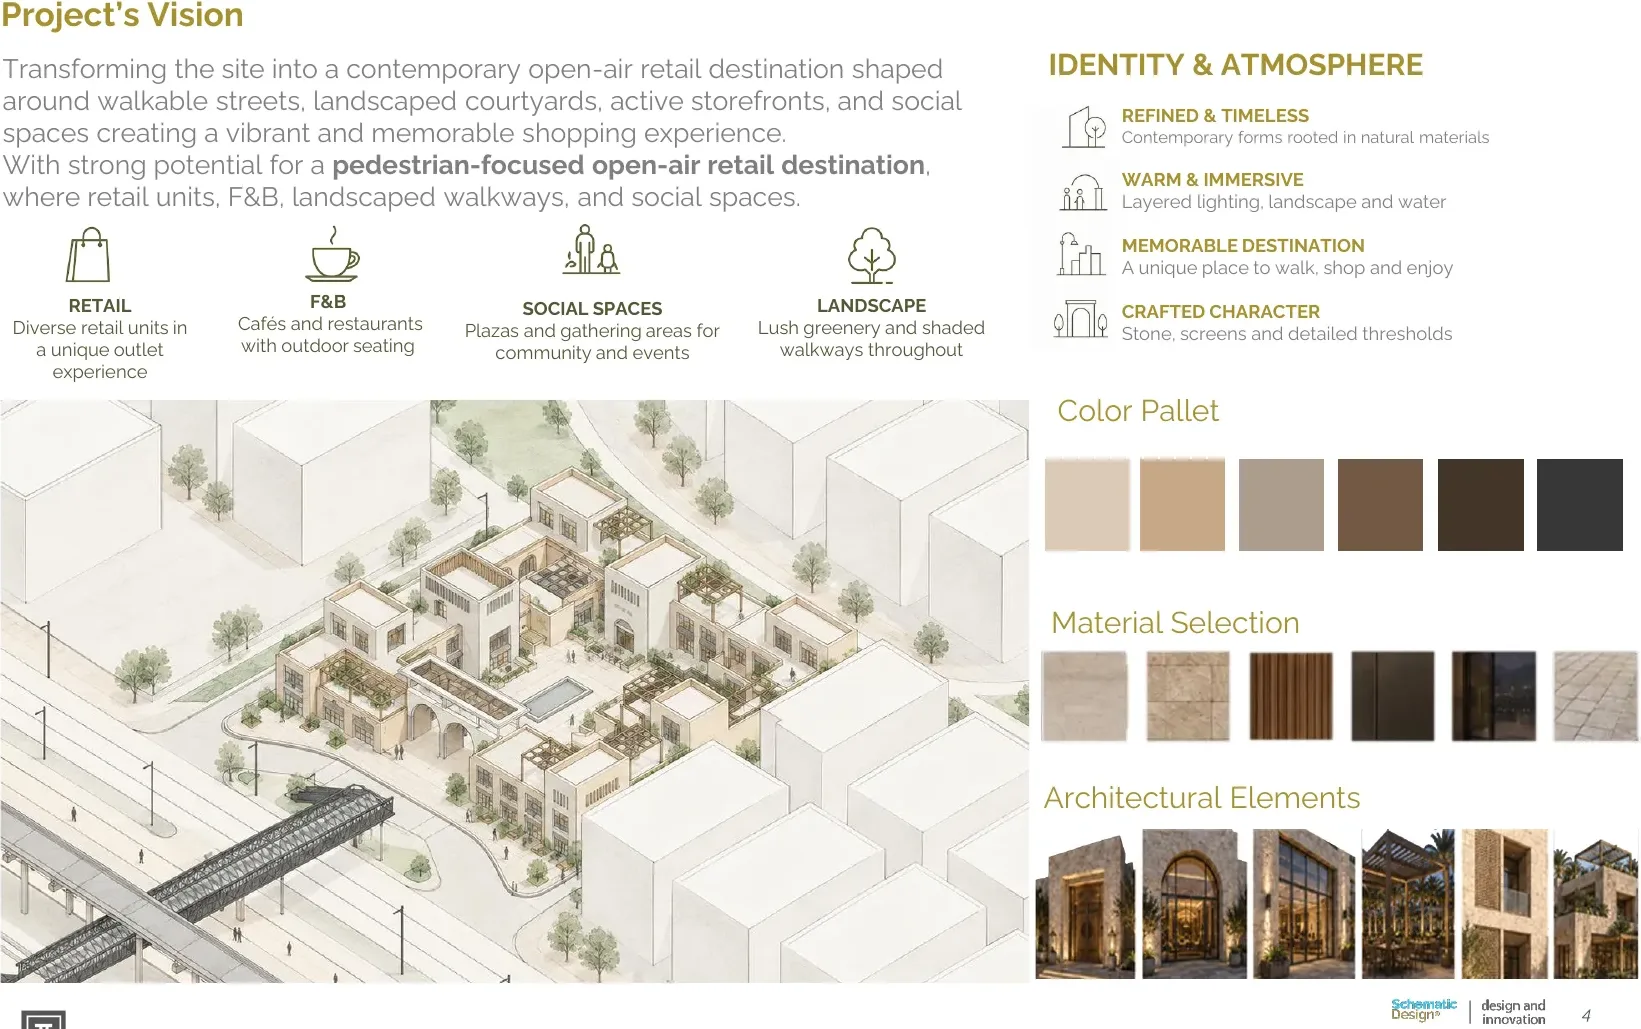 Project's Vision
Transforming the site into a contemporary open-air retail destination shaped
around walkable streets, landscaped courtyards, active storefronts, and social
spaces creating a vibrant and memorable shopping experience.
With strong potential for a pedestrian-focused open-air retail destination,
where retail units, F&B, landscaped walkways, and social spaces.
RETAIL
Diverse retail units in
a unique outlet
experience
F&B
Cafés and restaurants
with outdoor seating
SOCIAL SPACES
Plazas and gathering areas for
community and events
LANDSCAPE
Lush greenery and shaded
walkways throughout
IDENTITY & ATMOSPHERE
REFINED & TIMELESS
Contemporary forms rooted in natural materials
WARM & IMMERSIVE
Layered lighting, landscape and water
MEMORABLE DESTINATION
A unique place to walk, shop and enjoy
CRAFTED CHARACTER
Stone, screens and detailed thresholds
Color Pallet
Material Selection
Architectural Elements
Schematic
Design®
design and
innovation
4